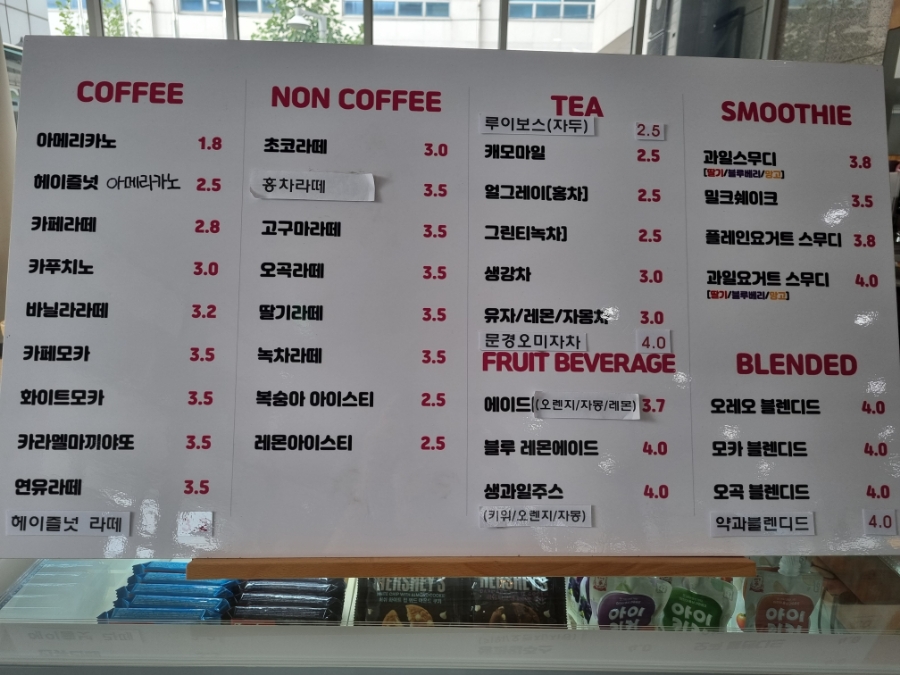 COFFEE
아메리카노 1.8
헤이즐넛 아메리카노 2.5
카페라떼 2.8
카푸치노 3.0
바닐라라떼 3.2
카페모카 3.5
화이트모카 3.5
카라멜마끼야또 3.5
연유라떼 3.5
헤이즐넛 라떼
NON COFFEE
초코라떼 3.0
홍차라떼 3.5
고구마라떼 3.5
오곡라떼 3.5
딸기라떼 3.5
녹차라떼 3.5
복숭아 아이스티 2.5
레몬아이스티 2.5
TEA
루이보스(자두) 2.5
캐모마일 2.5
얼그레이[홍차] 2.5
그린티녹차] 2.5
생강차 3.0
유자/레몬/자몽차 3.0
문경오미자차 4.0
FRUIT BEVERAGE
에이드[(오렌지/자몽/레몬) 3.7
블루 레몬에이드 4.0
생과일주스 4.0
(키위/오렌지/자몽)
SMOOTHIE
과일스무디 3.8
[딸기/블루베리/망고]
밀크쉐이크 3.5
플레인요거트 스무디 3.8
과일요거트 스무디 4.0
[딸기/블루베리/망고]
BLENDED
오레오 블렌디드 4.0
모카 블렌디드 4.0
오곡 블렌디드 4.0
약과블렌디드 4.0
아이
아이
아이